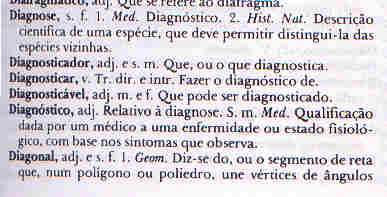 Diafragmático, adj. Que se refere ao diafragma.
Diagnose, s. f. 1. Med. Diagnóstico. 2. Hist. Nat. Descrição
científica de uma espécie, que deve permitir distingui-la das
espécies vizinhas.
Diagnosticador, adj. e s. m. Que, ou o que diagnostica.
Diagnosticar, v. Tr. dir. e intr. Fazer o diagnóstico de.
Diagnosticável, adj. m. e f. Que pode ser diagnosticado.
Diagnóstico, adj. Relativo à diagnose. S. m. Med. Qualificação
dada por um médico a uma enfermidade ou estado fisioló-
gico, com base nos sintomas que observa.
Diagonal, adj. e s. f. 1. Geom. Diz-se do, ou o segmento de reta
que, num polígono ou poliedro, une vértices de ângulos